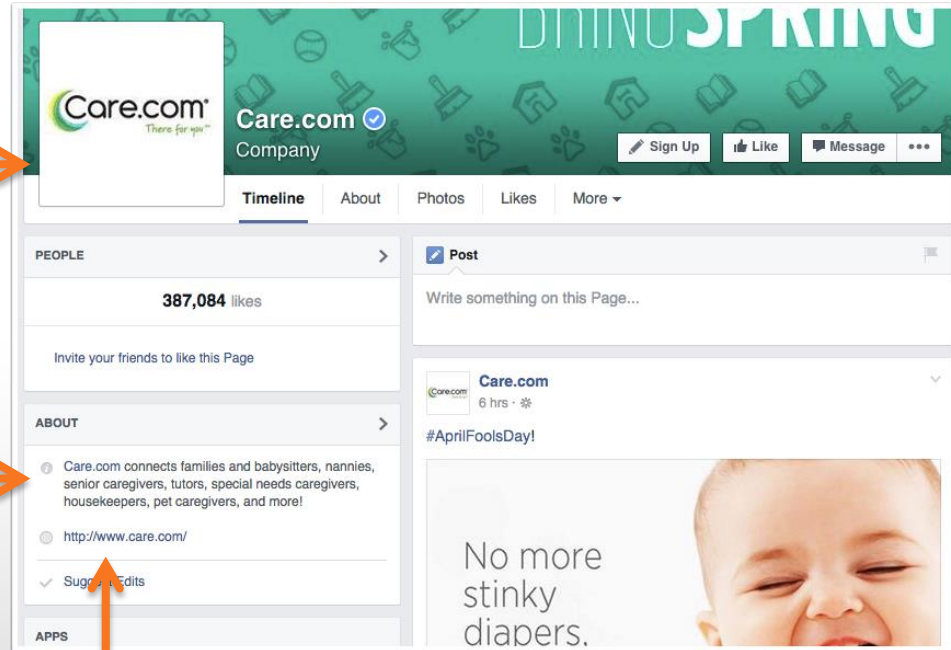 BRING SPRING
Care.com®
There for you™
Care.com
Company
Sign Up
Like
Message
Timeline
About
Photos
Likes
More
PEOPLE
387,084 likes
Invite your friends to like this Page
ABOUT
Care.com connects families and babysitters, nannies,
senior caregivers, tutors, special needs caregivers,
housekeepers, pet caregivers, and more!
http://www.care.com/
Edits
APPS
Post
Write something on this Page...
Care.com
Care.com
6 hrs
#AprilFoolsDay!
No more
stinky
diapers.